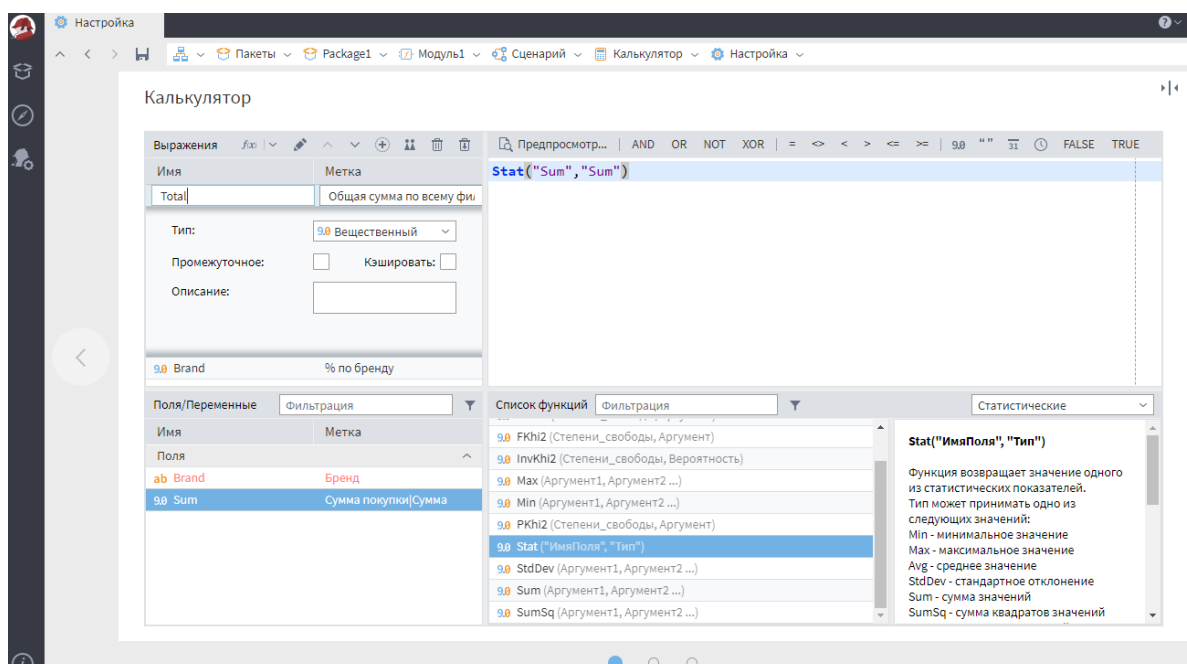 Настройка
Пакеты Package1 Модуль1 Сценарий Калькулятор Настройка
Калькулятор
Выражения f(x) Предпросмотр... AND OR NOT XOR = <> < > <= >= 9.0 “ ” 31 FALSE TRUE
Имя Метка Stat("Sum","Sum")
Total Общая сумма по всему
Тип: 9.0 Вещественный
Промежуточное: Кэшировать:
Описание:
9.0 Brand % по бренду
Поля/Переменные Фильтрация Список функций Фильтрация Статистические
Имя Метка
Поля
ab Brand Бренд
9.0 Sum Сумма покупки|Сумма
9.0 FKhi2 (Степени_свободы, Аргумент)
9.0 InvKhi2 (Степени_свободы, Вероятность)
9.0 Max (Аргумент1, Аргумент2 ...)
9.0 Min (Аргумент1, Аргумент2 ...)
9.0 PKhi2 (Степени_свободы, Аргумент)
9.0 Stat ("ИмяПоля", "Тип")
9.0 StdDev (Аргумент1, Аргумент2 ...)
9.0 Sum (Аргумент1, Аргумент2 ...)
9.0 SumSq (Аргумент1, Аргумент2 ...)
Stat("ИмяПоля", "Тип")
Функция возвращает значение одного
из статистических показателей.
Тип может принимать одно из
следующих значений:
Min - минимальное значение
Max - максимальное значение
Avg - среднее значение
StdDev - стандартное отклонение
Sum - сумма значений
SumSq - сумма квадратов значений